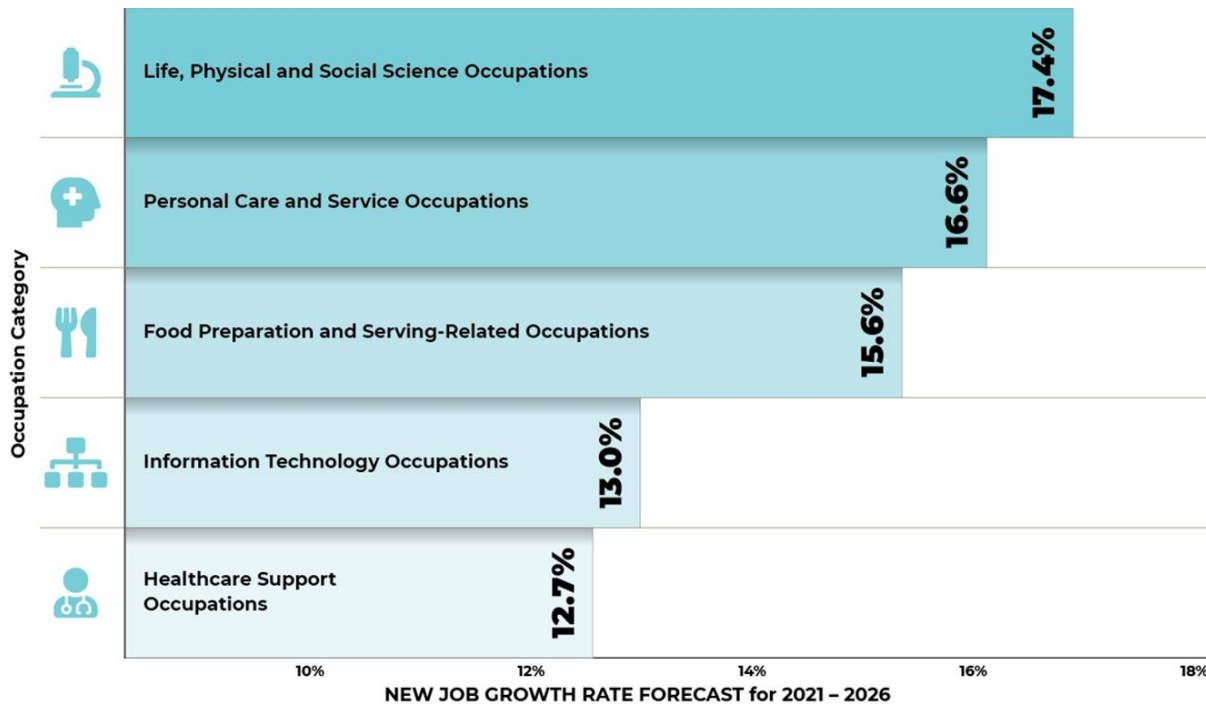 Occupation Category
Life, Physical and Social Science Occupations
17.4%
Personal Care and Service Occupations
16.6%
Food Preparation and Serving-Related Occupations
15.6%
Information Technology Occupations
13.0%
Healthcare Support
Occupations
12.7%
10% 12% 14% 16% 18%
NEW JOB GROWTH RATE FORECAST for 2021 – 2026